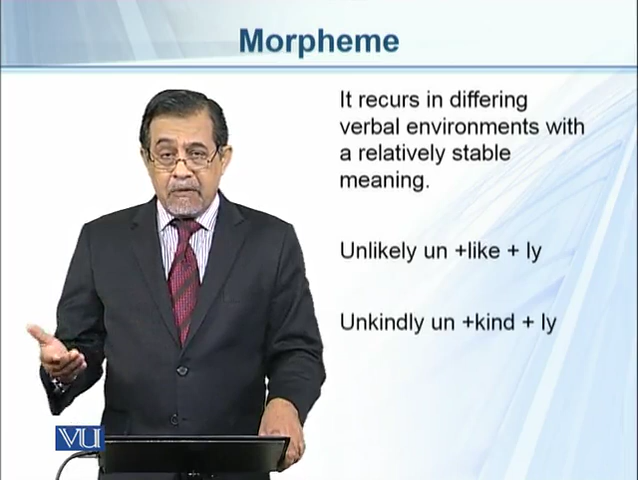 Morpheme
It recurs in differing
verbal environments with
a relatively stable
meaning.
Unlikely un +like + ly
Unkindly un +kind + ly
VU